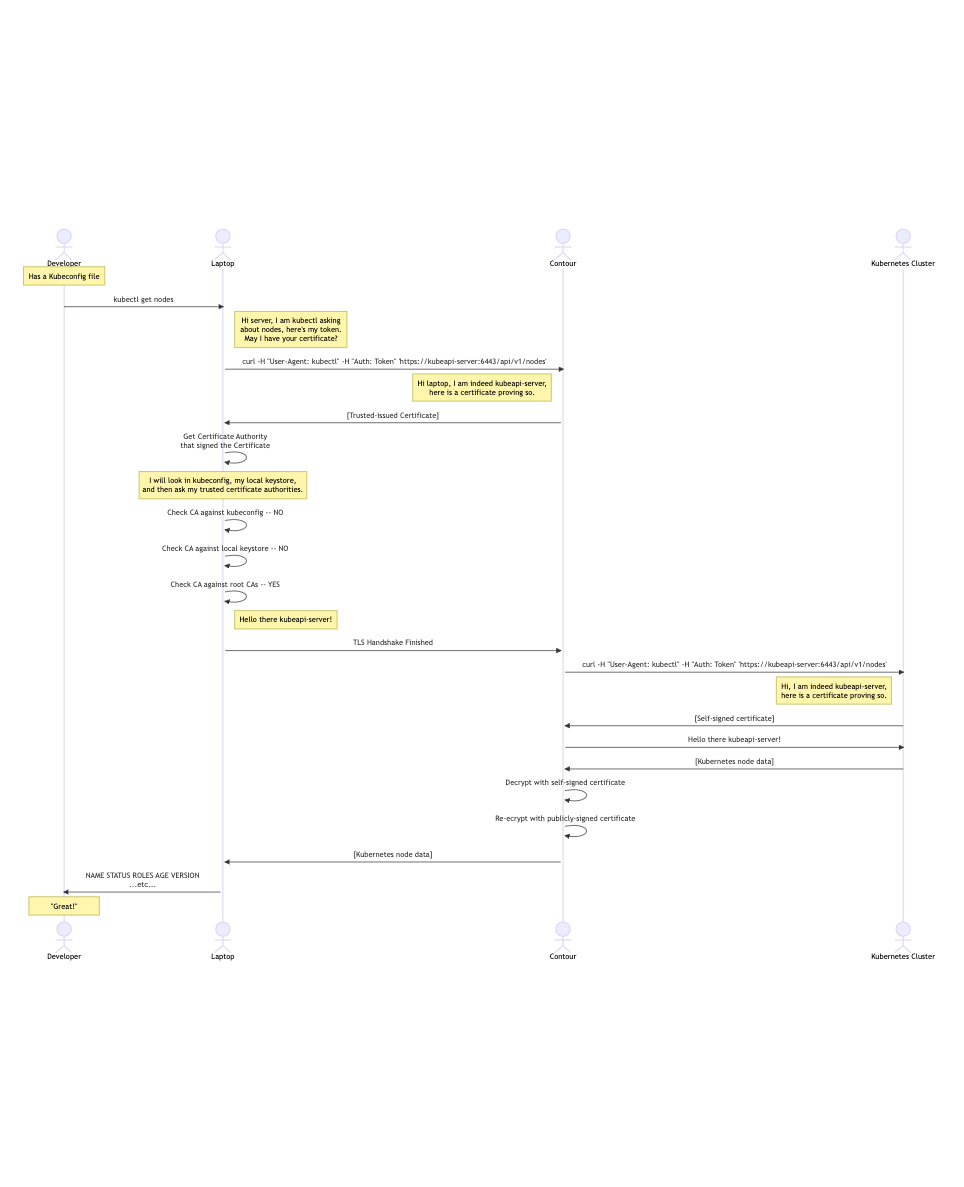 Developer
Laptop
Contour
Kubernetes Cluster
Has a Kubeconfig file
kubectl get nodes
Hi server, I am kubectl asking
about nodes, here's my token.
May I have your certificate?
curl -H "User-Agent: kubectl" -H "Auth: Token" 'https://kubeapi-server:6443/api/v1/nodes'
Hi laptop, I am indeed kubeapi-server,
here is a certificate proving so.
[Trusted-issued Certificate]
Get Certificate Authority
that signed the Certificate
I will look in kubeconfig, my local keystore,
and then ask my trusted certificate authorities.
Check CA against kubeconfig -- NO
Check CA against local keystore -- NO
Check CA against root CAs -- YES
Hello there kubeapi-server!
TLS Handshake Finished
curl -H "User-Agent: kubectl" -H "Auth: Token" 'https://kubeapi-server:6443/api/v1/nodes'
Hi, I am indeed kubeapi-server,
here is a certificate proving so.
[Self-signed certificate]
Hello there kubeapi-server!
[Kubernetes node data]
Decrypt with self-signed certificate
Re-ecrypt with publicly-signed certificate
[Kubernetes node data]
NAME STATUS ROLES AGE VERSION
...etc...
"Great!"
Developer
Laptop
Contour
Kubernetes Cluster